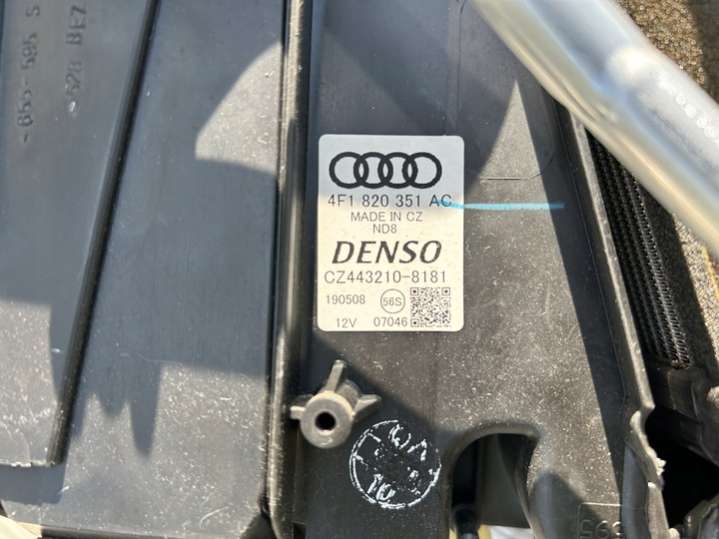 4F1 820 351 AC
MADE IN CZ
ND8
DENSO
CZ443210-8181
190508
56S
12V 07046